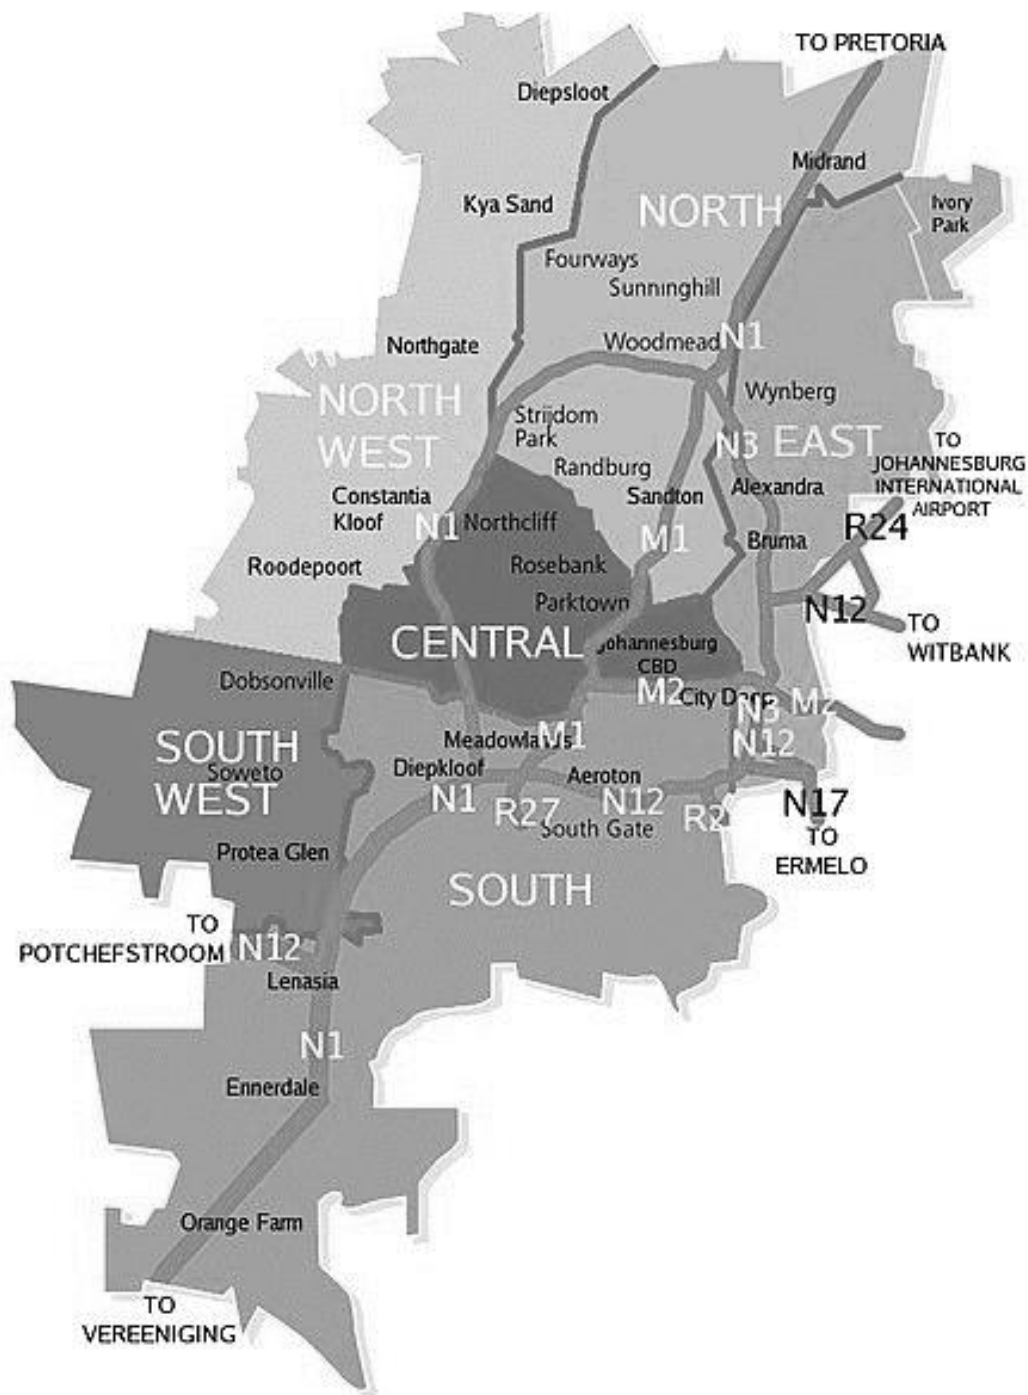 TO PRETORIA
Diepsloot
Midrand
Kya Sand
NORTH
Ivory
Park
Fourways
Sunninghill
Northgate
Woodmead
N1
NORTH
WEST
Wynberg
Strijdom
Park
N3
EAST
TO
JOHANNESBURG
INTERNATIONAL
AIRPORT
Randburg
Constantia
Kloof
Sandton
Alexandra
N1
Northcliff
M1
Bruma
R24
Roodepoort
Rosebank
Parktown
N12
TO
WITBANK
CENTRAL
Johannesburg
CBD
Dobsonville
M2
City Deep
N3
M2
SOUTH
WEST
Soweto
Meadowlands
M1
N12
Diepkloof
Aeroton
N1
R27
N12
R2
N17
South Gate
TO
ERMELO
Protea Glen
SOUTH
TO
POTCHEFSTROOM
N12
Lenasia
N1
Ennerdale
Orange Farm
TO
VEREENIGING